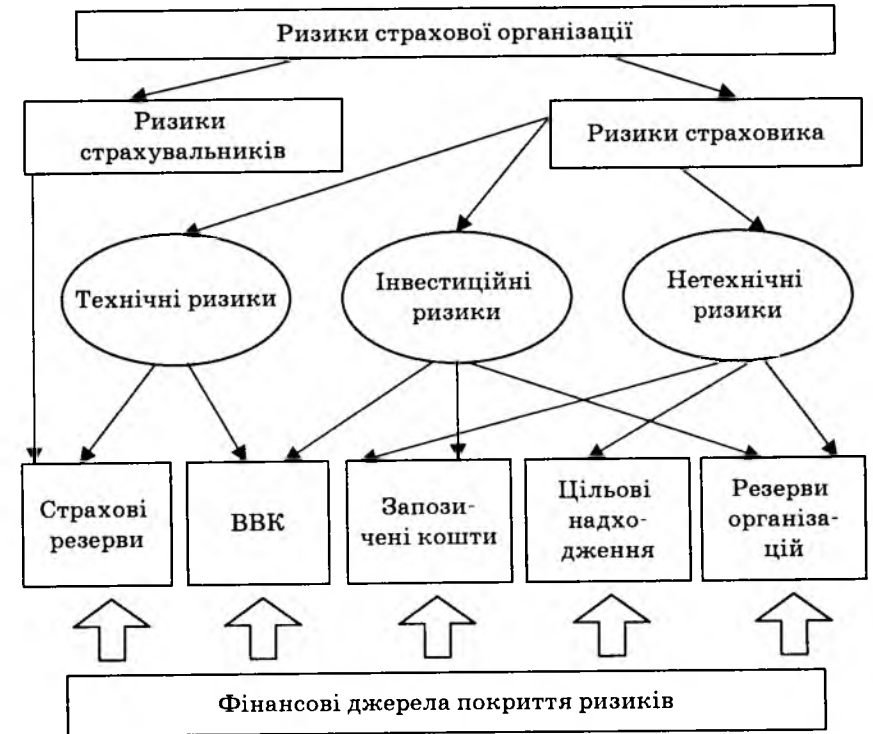 Ризики страхової організації
Ризики
страхувальників
Ризики страховика
Технічні ризики
Інвестиційні
ризики
Нетехнічні
ризики
Страхові
резерви
ВВК
Запози-
чені кошти
Цільові
надхо-
дження
Резерви
організа-
цій
Фінансові джерела покриття ризиків